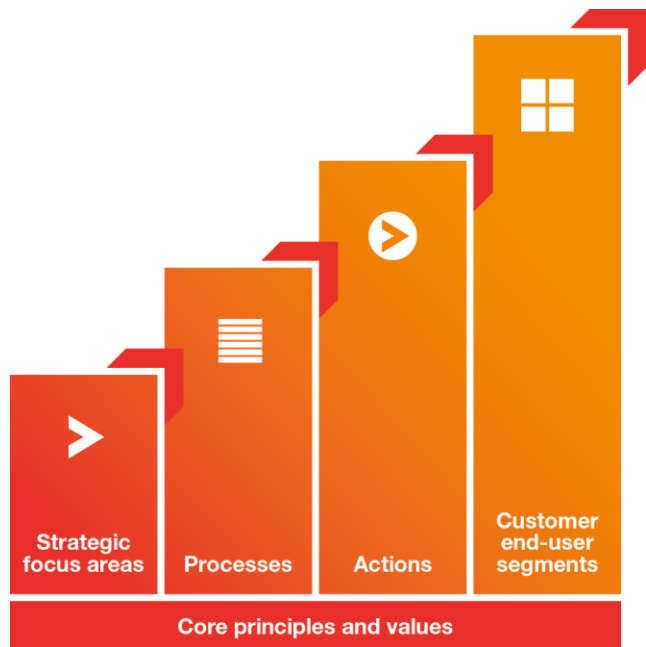 Strategic
focus areas
Processes
Actions
Customer
end-user
segments
Core principles and values